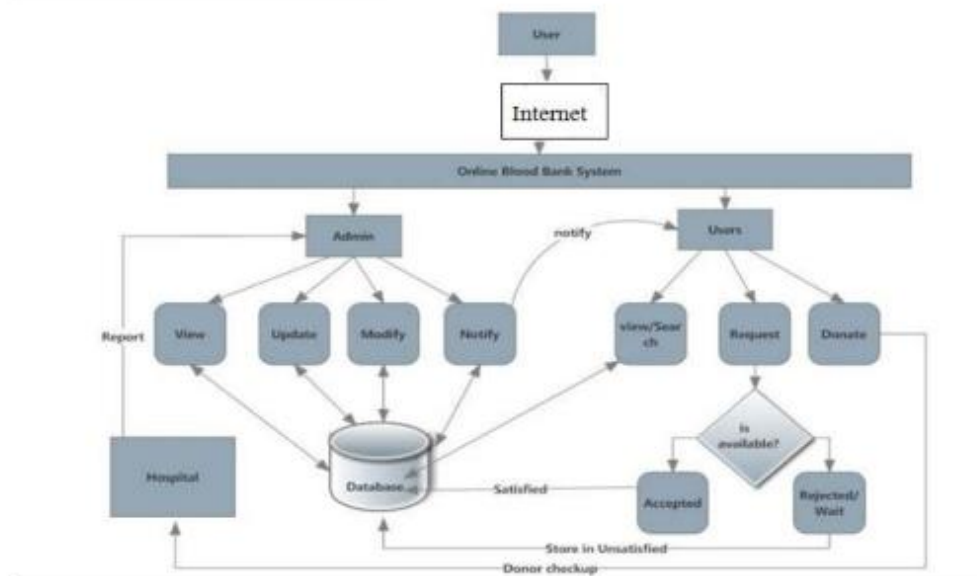 User
Internet
Online Blood Bank System
Admin
notify
Users
Report
View
Update
Modify
Notify
view/Sear
ch
Request
Donate
is
available?
Hospital
Database
Satisfied
Accepted
Rejected/
Wait
Store in Unsatisfied
Donor checkup